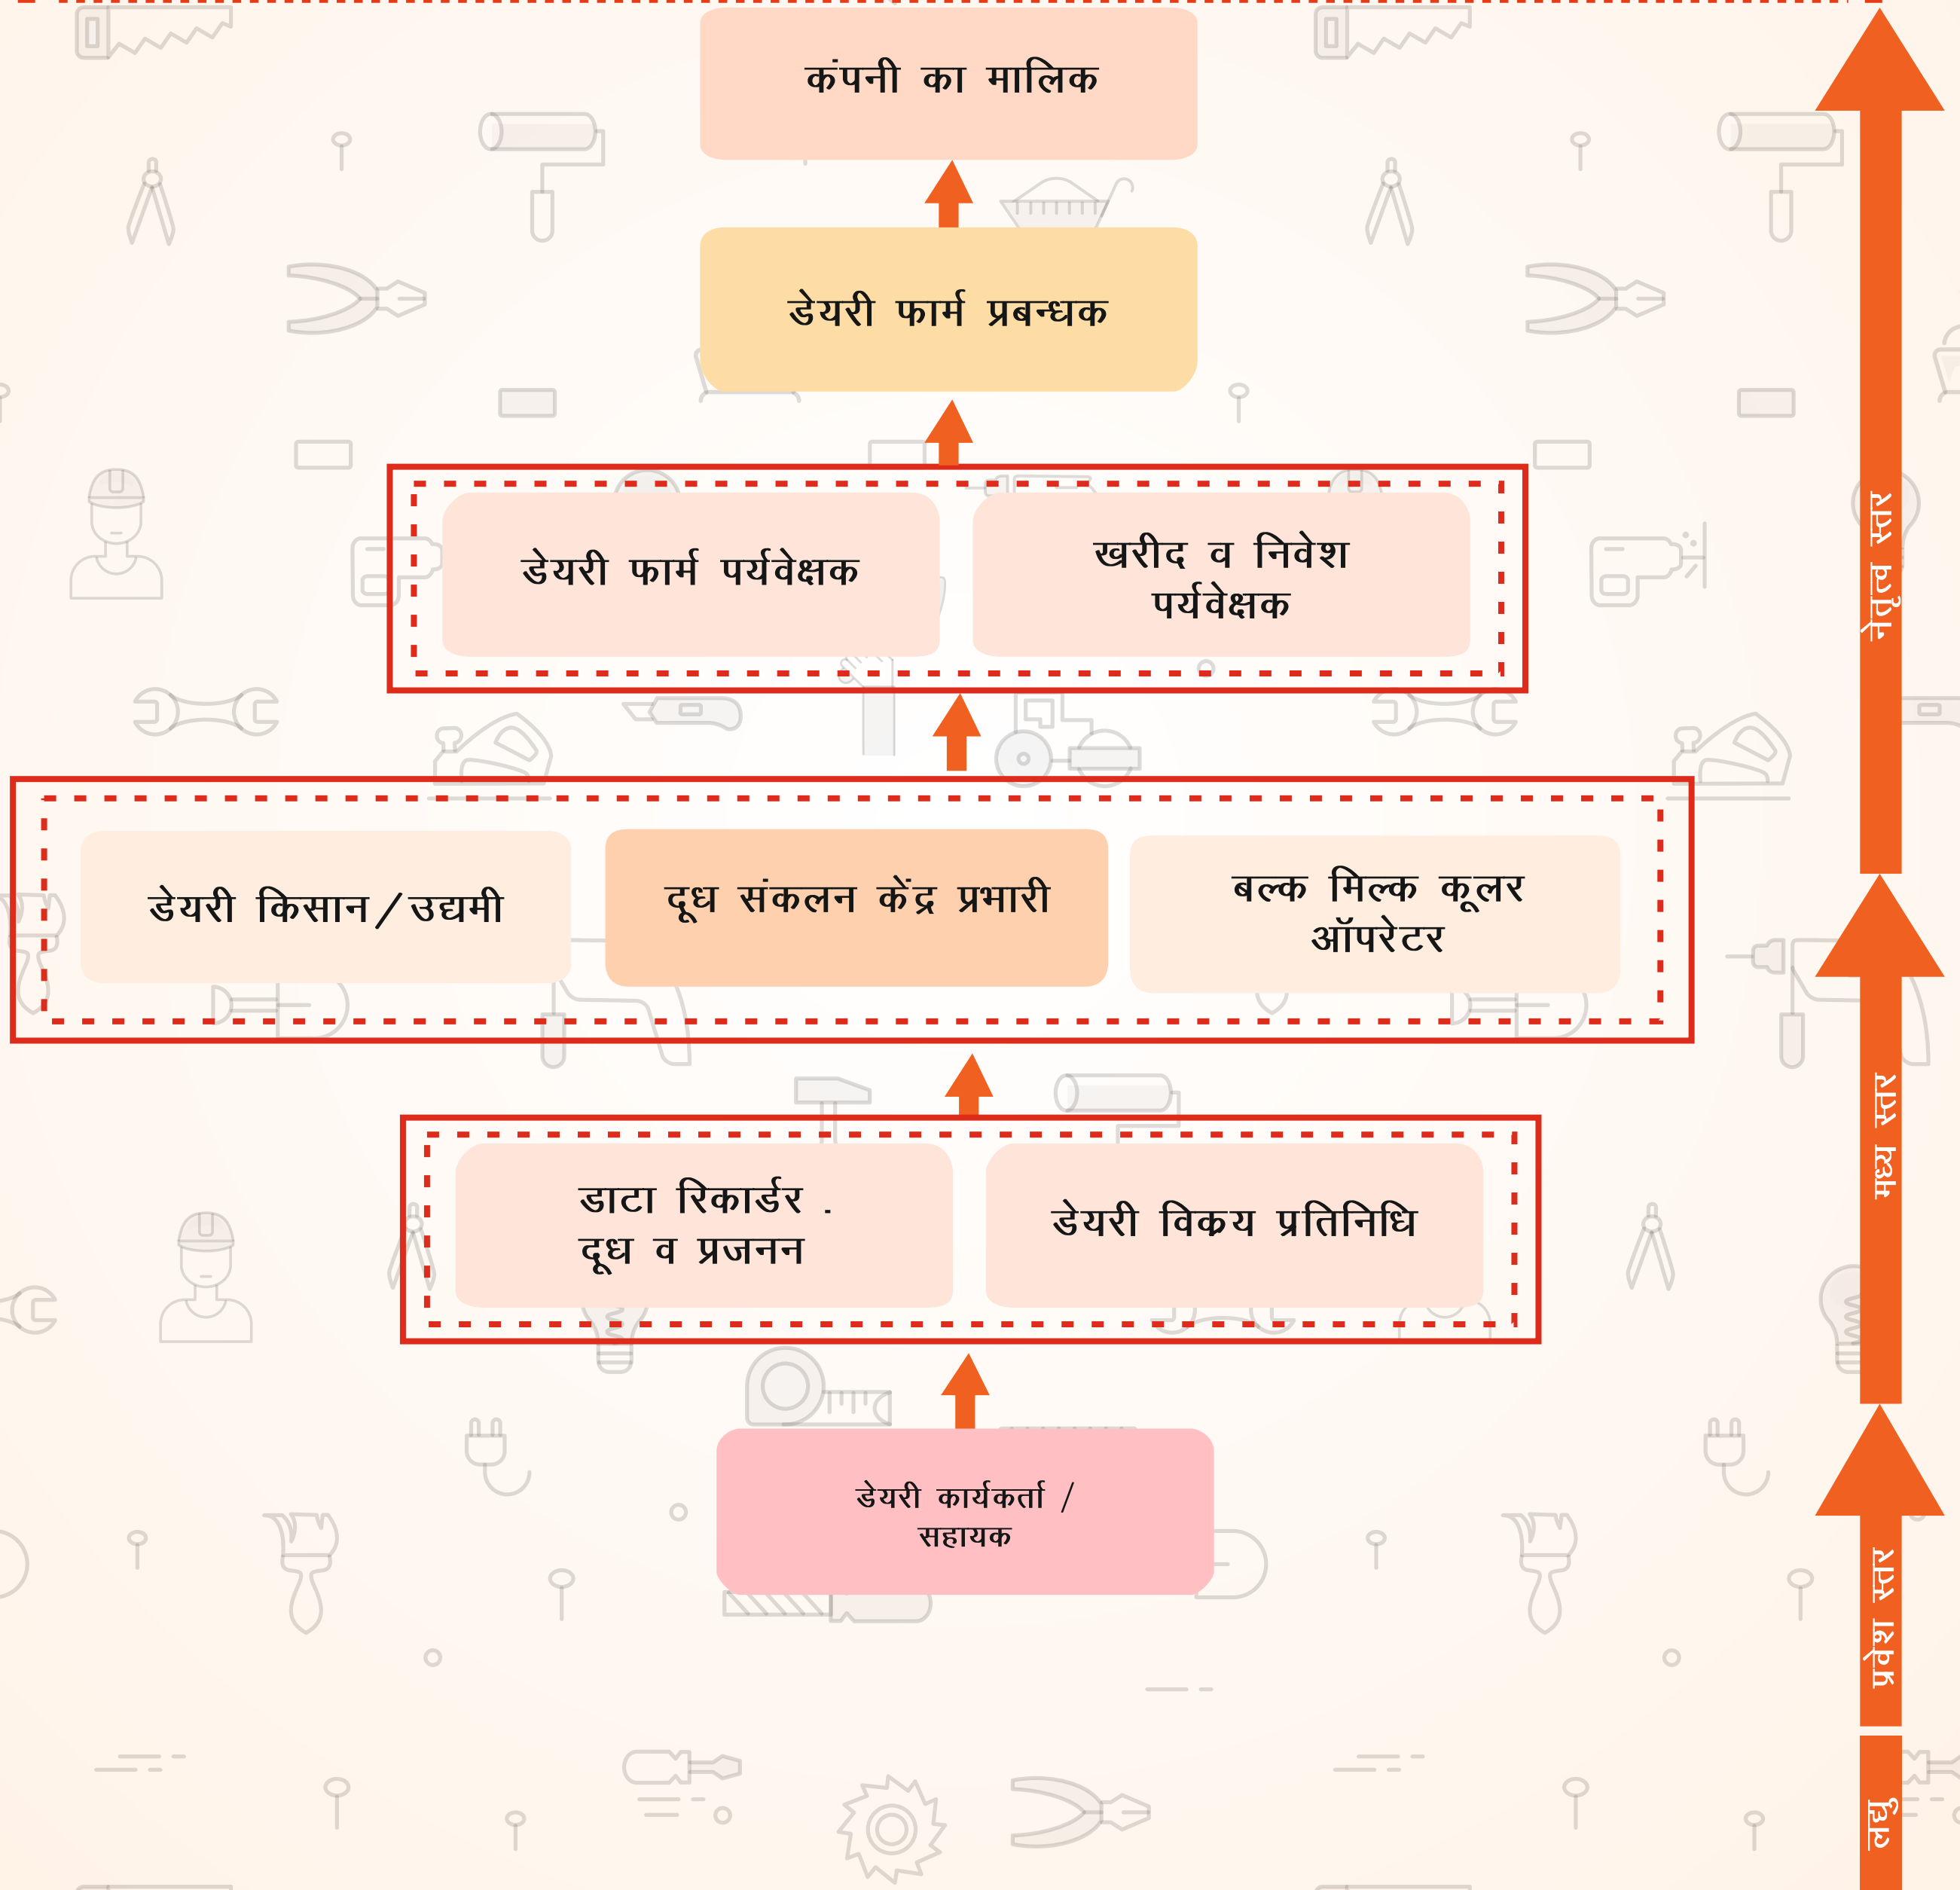 कंपनी का मालिक
डेयरी फार्म प्रबन्धक
डेयरी फार्म पर्यवेक्षक
खरीद व निवेश
पर्यवेक्षक
नेतृत्व स्तर
डेयरी किसान/उद्यमी
दूध संकलन केंद्र प्रभारी
बल्क मिल्क कूलर
ऑपरेटर
मध्य स्तर
डाटा रिकार्डर .
दूध व प्रजनन
डेयरी विक्रय प्रतिनिधि
डेयरी कार्यकर्ता /
सहायक
प्रवेश स्तर